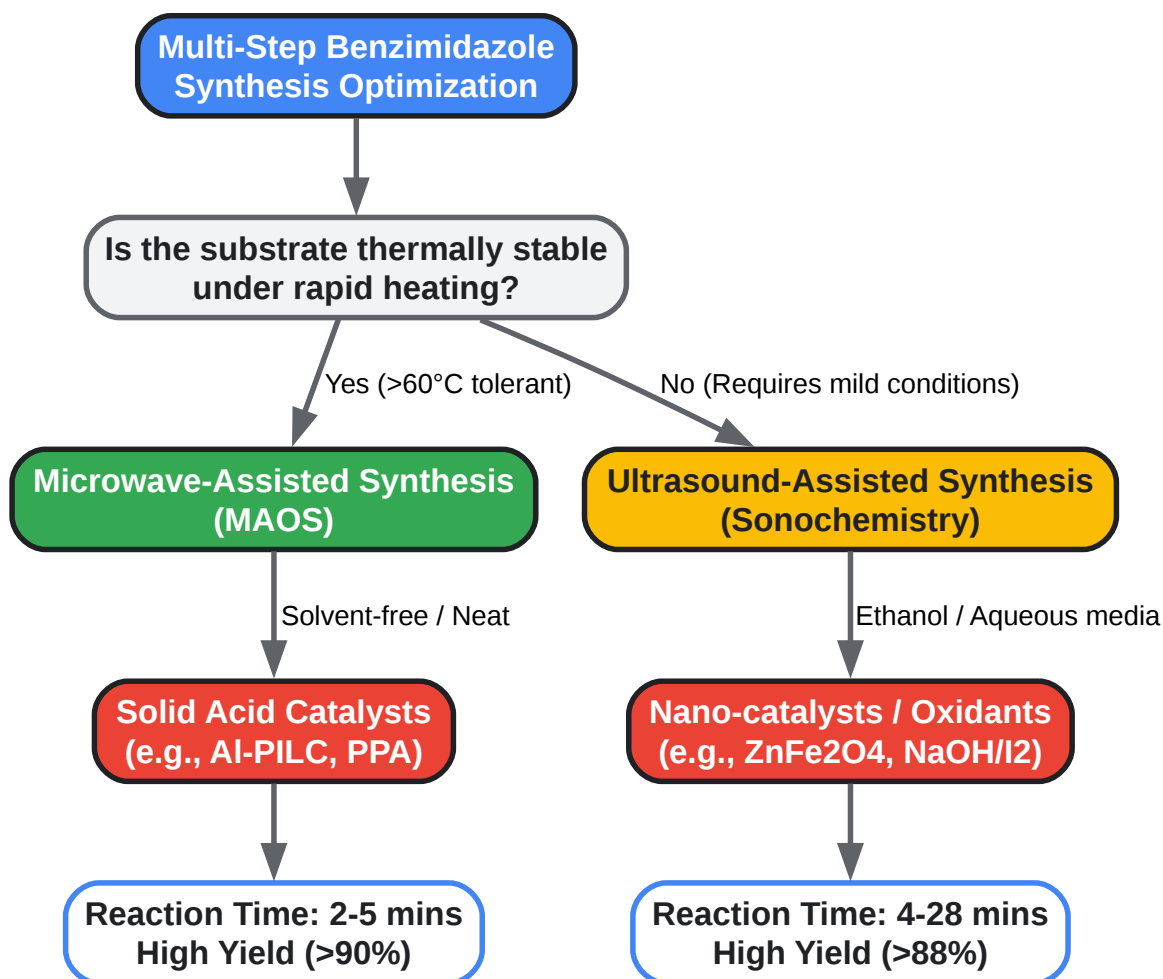 Multi-Step Benzimidazole
Synthesis Optimization
Is the substrate thermally stable
under rapid heating?
Yes (>60°C tolerant)
No (Requires mild conditions)
Microwave-Assisted Synthesis
(MAOS)
Ultrasound-Assisted Synthesis
(Sonochemistry)
Solvent-free / Neat
Ethanol / Aqueous media
Solid Acid Catalysts
(e.g., Al-PILC, PPA)
Nano-catalysts / Oxidants
(e.g., ZnFe2O4, NaOH/I2)
Reaction Time: 2-5 mins
High Yield (>90%)
Reaction Time: 4-28 mins
High Yield (>88%)